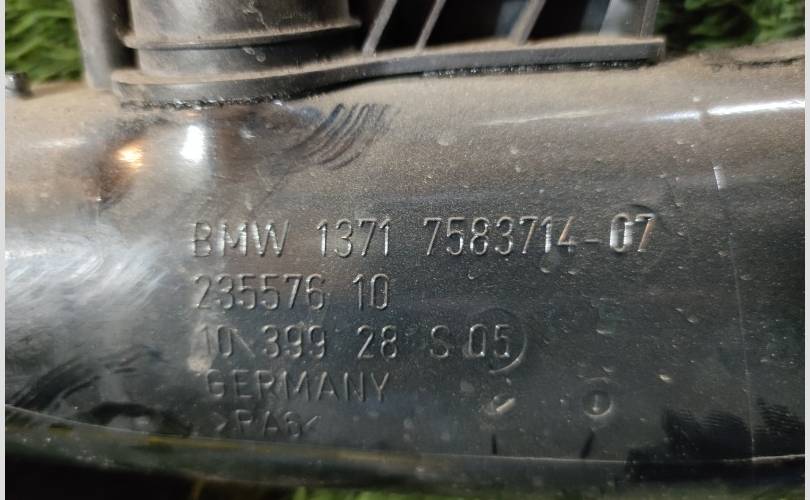 BMW 1371 7583714-07
235576 10
10 399 28 S 05
GERMANY
>PA6<